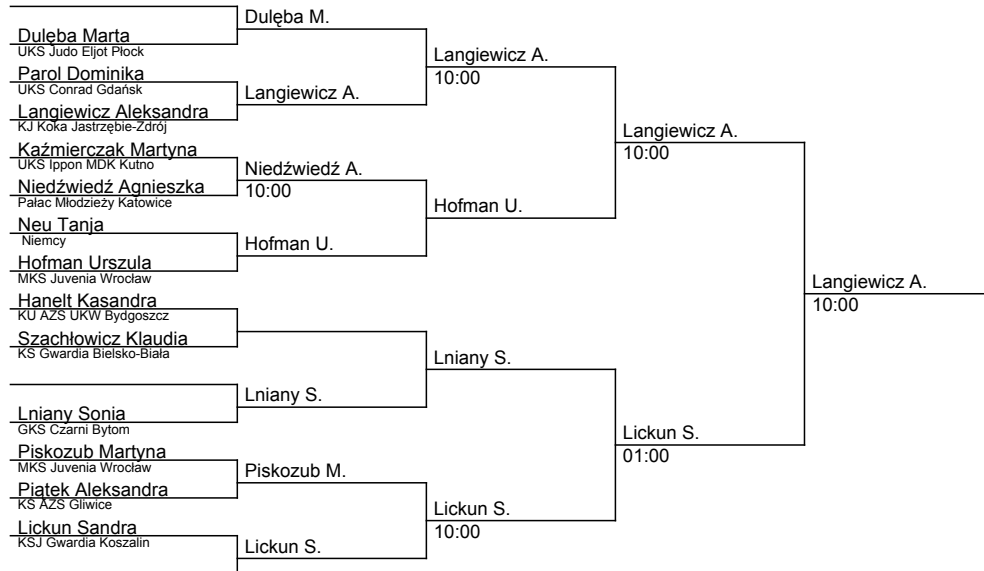 Dulęba M.
Dulęba Marta
UKS Judo Eljot Płock
Langiewicz A.
10:00
Parol Dominika
UKS Conrad Gdańsk
Langiewicz A.
Langiewicz Aleksandra
KJ Koka Jastrzębie-Zdrój
Langiewicz A.
10:00
Kaźmierczak Martyna
UKS Ippon MDK Kutno
Niedźwiedź A.
10:00
Niedźwiedź Agnieszka
Pałac Młodzieży Katowice
Hofman U.
Neu Tanja
Niemcy
Hofman U.
Hofman Urszula
MKS Juvenia Wrocław
Langiewicz A.
10:00
Hanelt Kasandra
KU AZS UKW Bydgoszcz
Szachłowicz Klaudia
KS Gwardia Bielsko-Biała
Lniany S.
Lniany S.
Lniany Sonia
GKS Czarni Bytom
Lickun S.
01:00
Piskozub Martyna
MKS Juvenia Wrocław
Piskozub M.
Piątek Aleksandra
KS AZS Gliwice
Lickun S.
10:00
Lickun Sandra
KSJ Gwardia Koszalin
Lickun S.